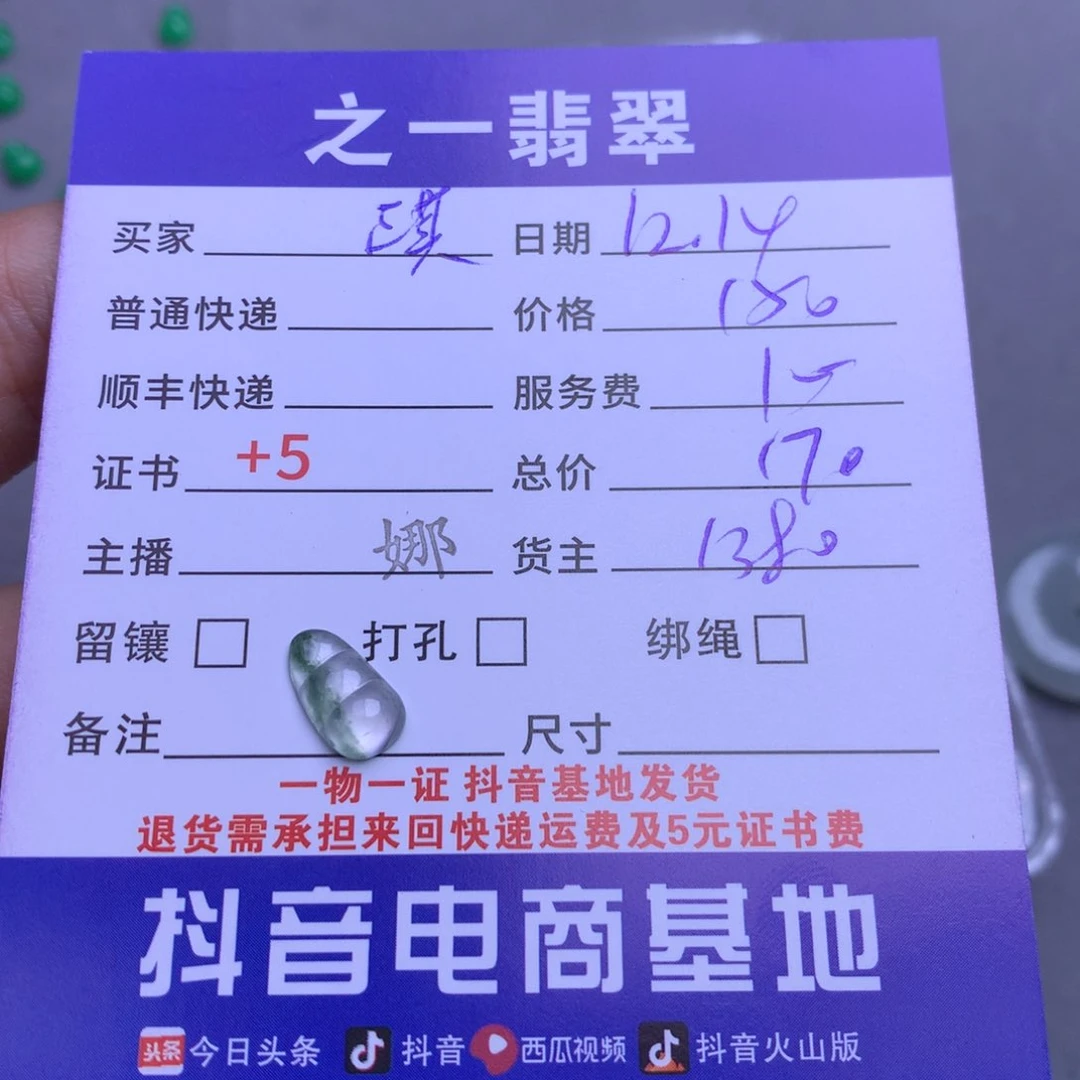 之一翡翠
买家 琪 日期 12.14
普通快递 价格
顺丰快递 服务费 15
证书 +5 总价 170
主播 娜 货主 1380
留镶 打孔 绑绳
备注 尺寸
一物一证 抖音基地发货
退货需承担来回快递运费及5元证书费
抖音电商基地
头条 今日头条 抖音 西瓜视频 抖音火山版